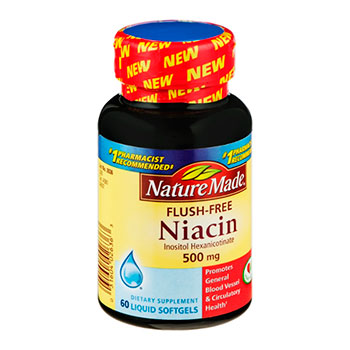 NEW NEW NEW NEW
#1 PHARMACIST
RECOMMENDED
Nature Made®
FLUSH-FREE
Niacin
Inositol Hexanicotinate
500 mg
Promotes
General
Blood Vessel
& Circulatory
Health†
DIETARY SUPPLEMENT
60 LIQUID SOFTGELS